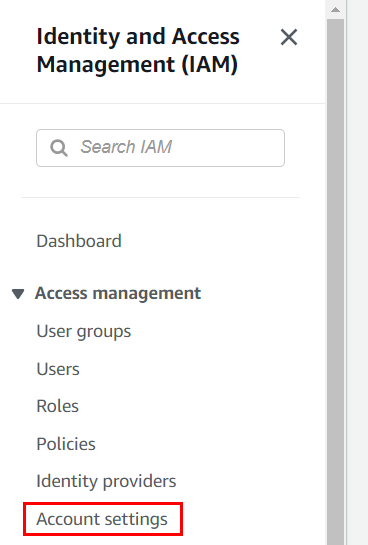 Identity and Access
Management (IAM)
Search IAM
Dashboard
Access management
User groups
Users
Roles
Policies
Identity providers
Account settings